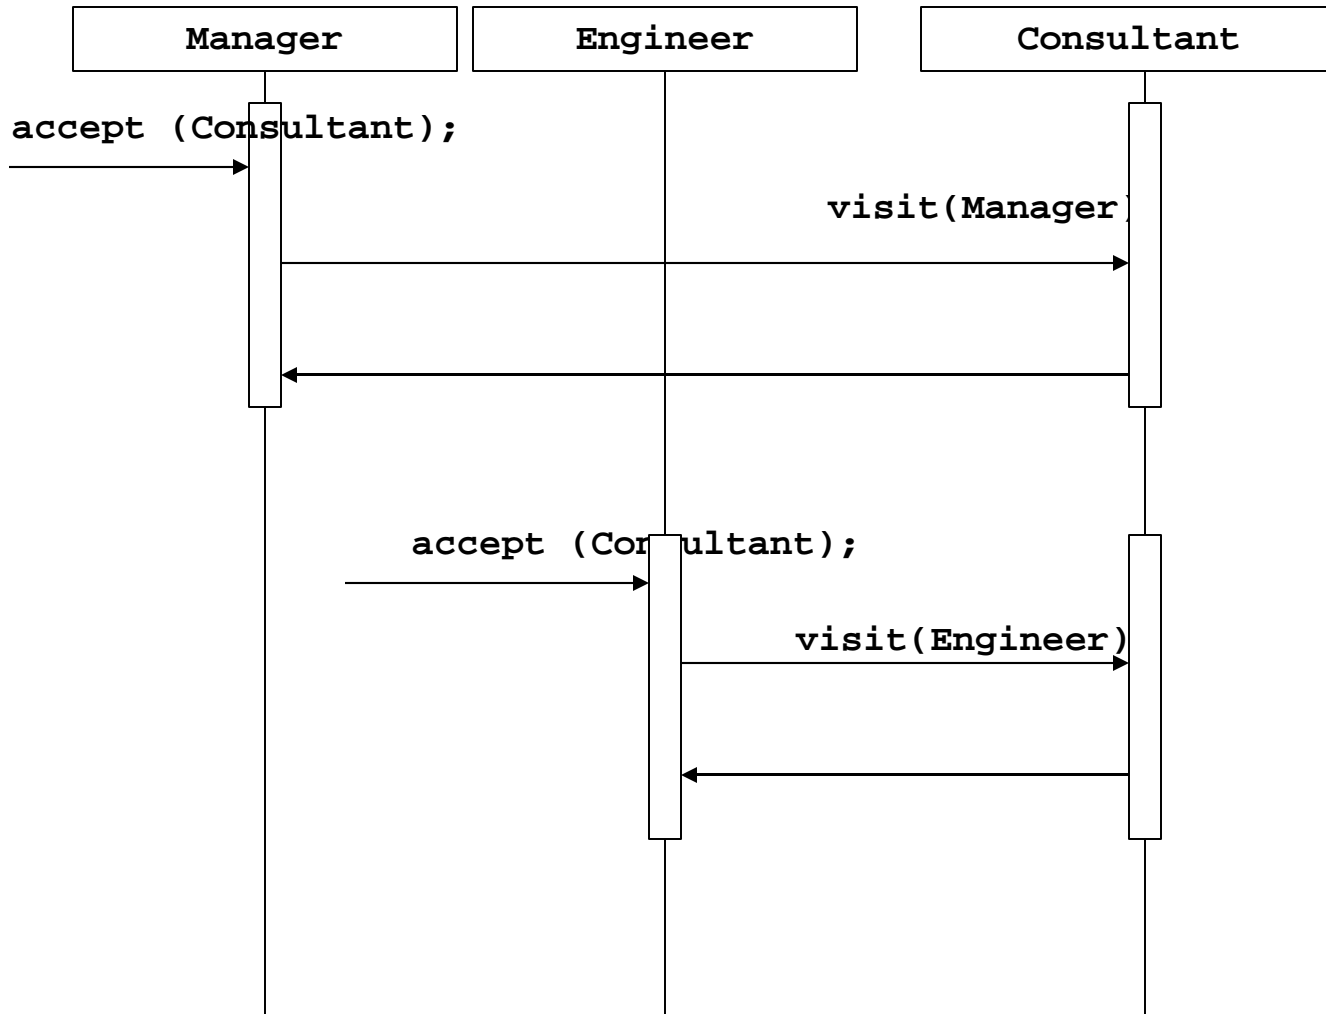 Manager
Engineer
Consultant
accept (Consultant);
visit(Manager)
accept (Consultant);
visit(Engineer)